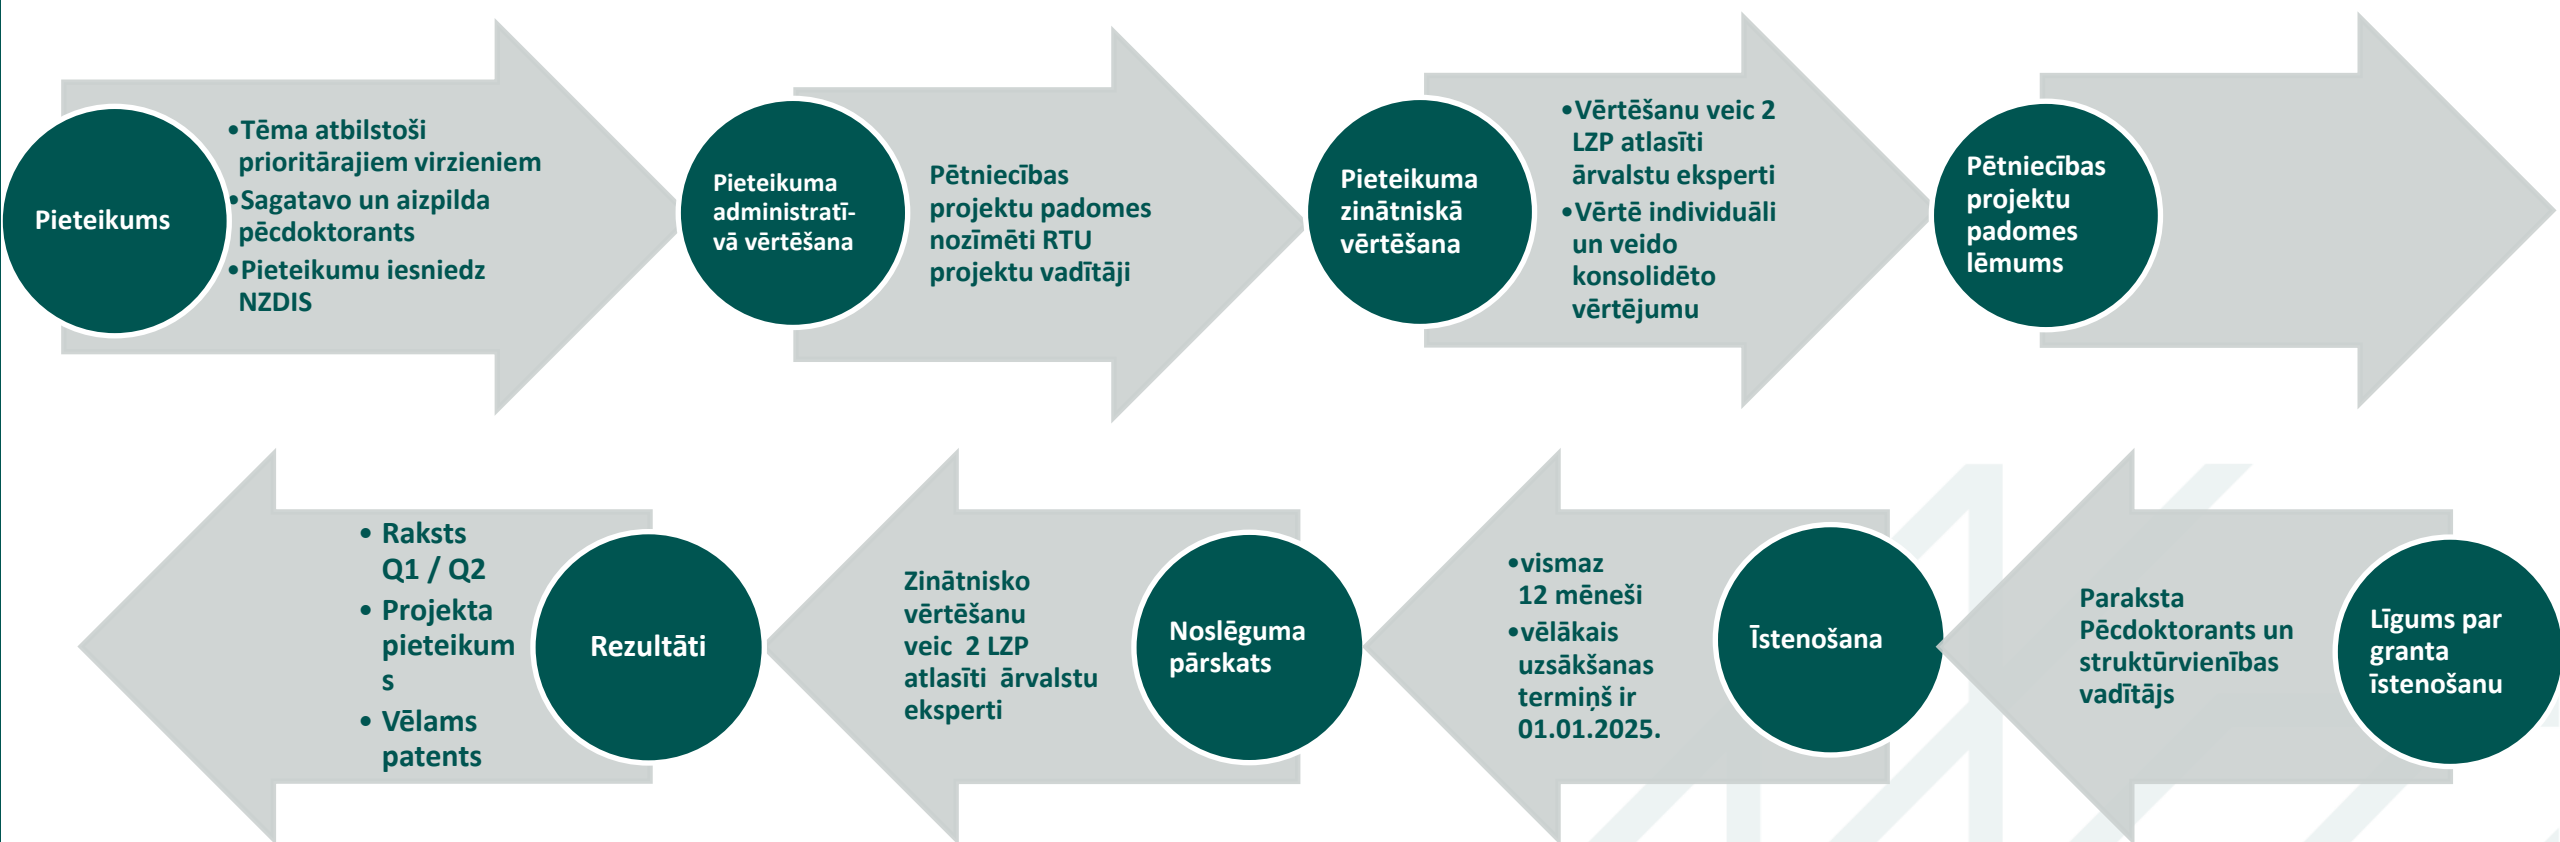 Pieteikums
•Tēma atbilstoši
prioritārajiem virzieniem
•Sagatavo un aizpilda
pēcdoktorants
•Pieteikumu iesniedz
NZDIS
Pieteikuma
administratī-
vā vērtēšana
Pētniecības
projektu padomes
nozīmēti RTU
projektu vadītāji
Pieteikuma
zinātniskā
vērtēšana
•Vērtēšanu veic 2
LZP atlasīti
ārvalstu eksperti
•Vērtē individuāli
un veido
konsolidēto
vērtējumu
Pētniecības
projektu
padomes
lēmums
Līgums par
granta
īstenošanu
Paraksta
Pēcdoktorants un
struktūrvienības
vadītājs
Īstenošana
•vismaz
12 mēneši
•vēlākais
uzsākšanas
termiņš ir
01.01.2025.
Noslēguma
pārskats
Zinātnisko
vērtēšanu
veic 2 LZP
atlasīti ārvalstu
eksperti
Rezultāti
• Raksts
Q1 / Q2
• Projekta
pieteikum
s
• Vēlams
patents